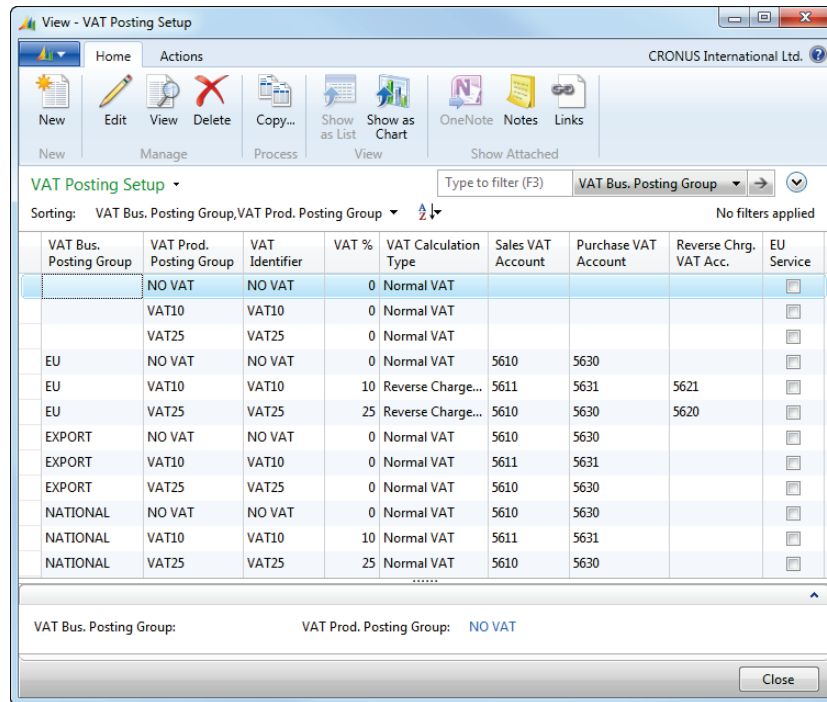 View - VAT Posting Setup
Home Actions CRONUS International Ltd.
New Edit View Delete Copy... Show as List Show as Chart OneNote Notes Links
New Manage Process View Show Attached
VAT Posting Setup Type to filter (F3) VAT Bus. Posting Group
Sorting: VAT Bus. Posting Group,VAT Prod. Posting Group No filters applied
VAT Bus. Posting Group VAT Prod. Posting Group VAT Identifier VAT % VAT Calculation Type Sales VAT Account Purchase VAT Account Reverse Chrg. VAT Acc. EU Service
NO VAT NO VAT 0 Normal VAT
VAT10 VAT10 0 Normal VAT
VAT25 VAT25 0 Normal VAT
EU NO VAT NO VAT 0 Normal VAT 5610 5630
EU VAT10 VAT10 10 Reverse Charge... 5611 5631 5621
EU VAT25 VAT25 25 Reverse Charge... 5610 5630 5620
EXPORT NO VAT NO VAT 0 Normal VAT 5610 5630
EXPORT VAT10 VAT10 0 Normal VAT 5611 5631
EXPORT VAT25 VAT25 0 Normal VAT 5610 5630
NATIONAL NO VAT NO VAT 0 Normal VAT 5610 5630
NATIONAL VAT10 VAT10 10 Normal VAT 5611 5631
NATIONAL VAT25 VAT25 25 Normal VAT 5610 5630
VAT Bus. Posting Group: VAT Prod. Posting Group: NO VAT
Close